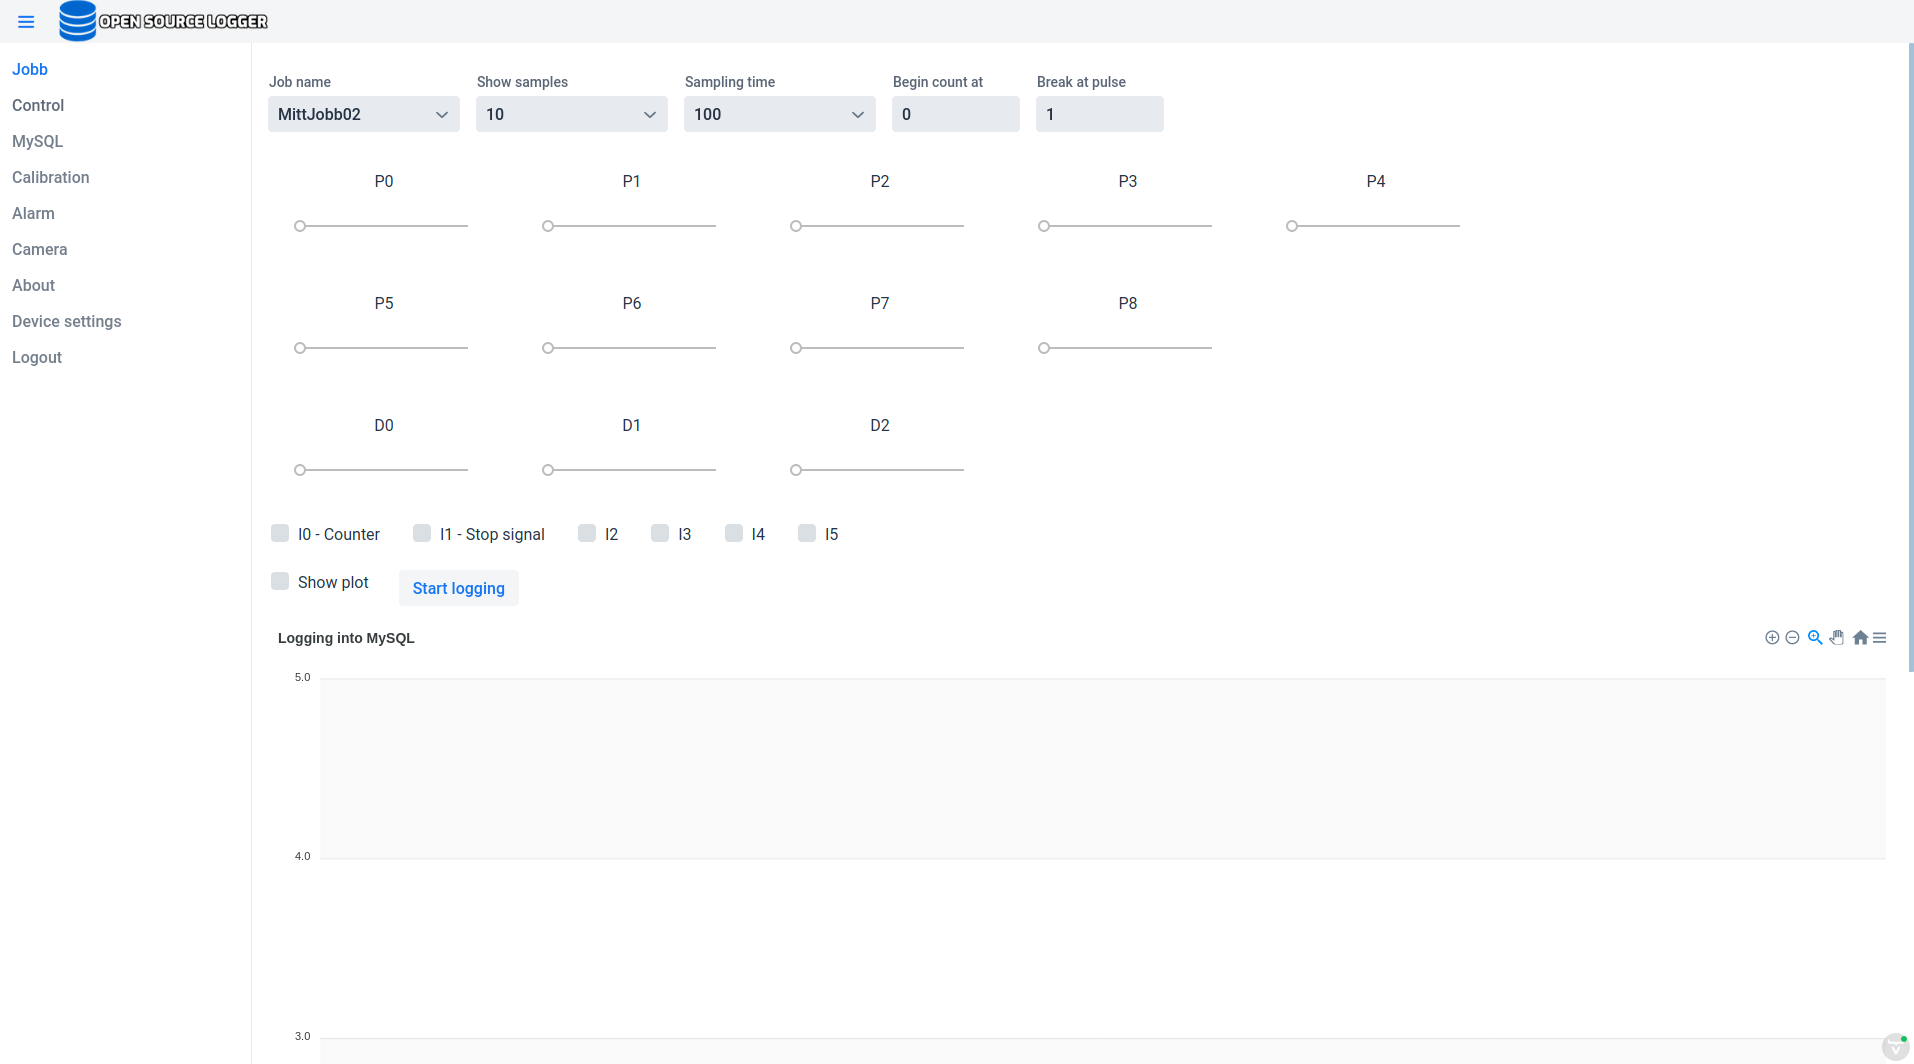 OPEN SOURCE LOGGER
Jobb
Control
MySQL
Calibration
Alarm
Camera
About
Device settings
Logout
Job name Show samples Sampling time Begin count at Break at pulse
MittJobb02 10 100 0 1
P0 P1 P2 P3 P4
P5 P6 P7 P8
D0 D1 D2
I0 - Counter I1 - Stop signal I2 I3 I4 I5
Show plot Start logging
Logging into MySQL
5.0
4.0
3.0